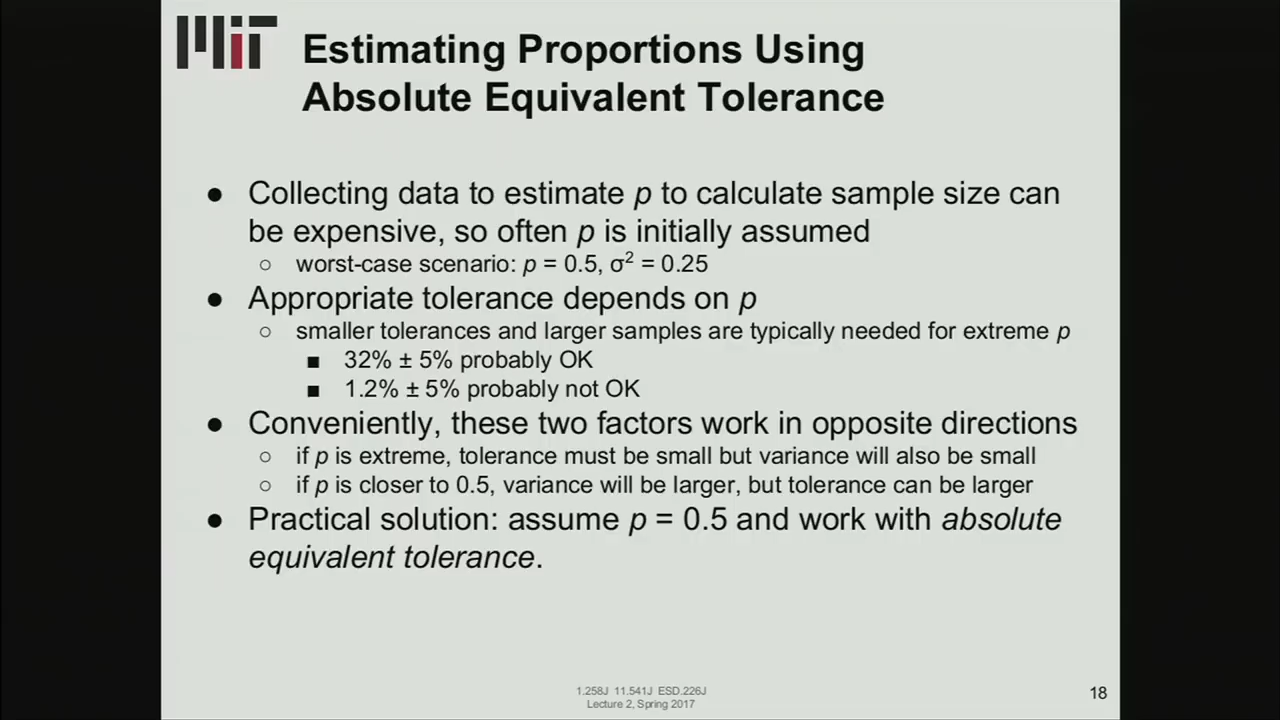 MIT
Estimating Proportions Using
Absolute Equivalent Tolerance
● Collecting data to estimate p to calculate sample size can
be expensive, so often p is initially assumed
○ worst-case scenario: p = 0.5, σ² = 0.25
● Appropriate tolerance depends on p
○ smaller tolerances and larger samples are typically needed for extreme p
■ 32% ± 5% probably OK
■ 1.2% ± 5% probably not OK
● Conveniently, these two factors work in opposite directions
○ if p is extreme, tolerance must be small but variance will also be small
○ if p is closer to 0.5, variance will be larger, but tolerance can be larger
● Practical solution: assume p = 0.5 and work with absolute
equivalent tolerance.
1.258J 11.541J ESD.226J
Lecture 2, Spring 2017
18